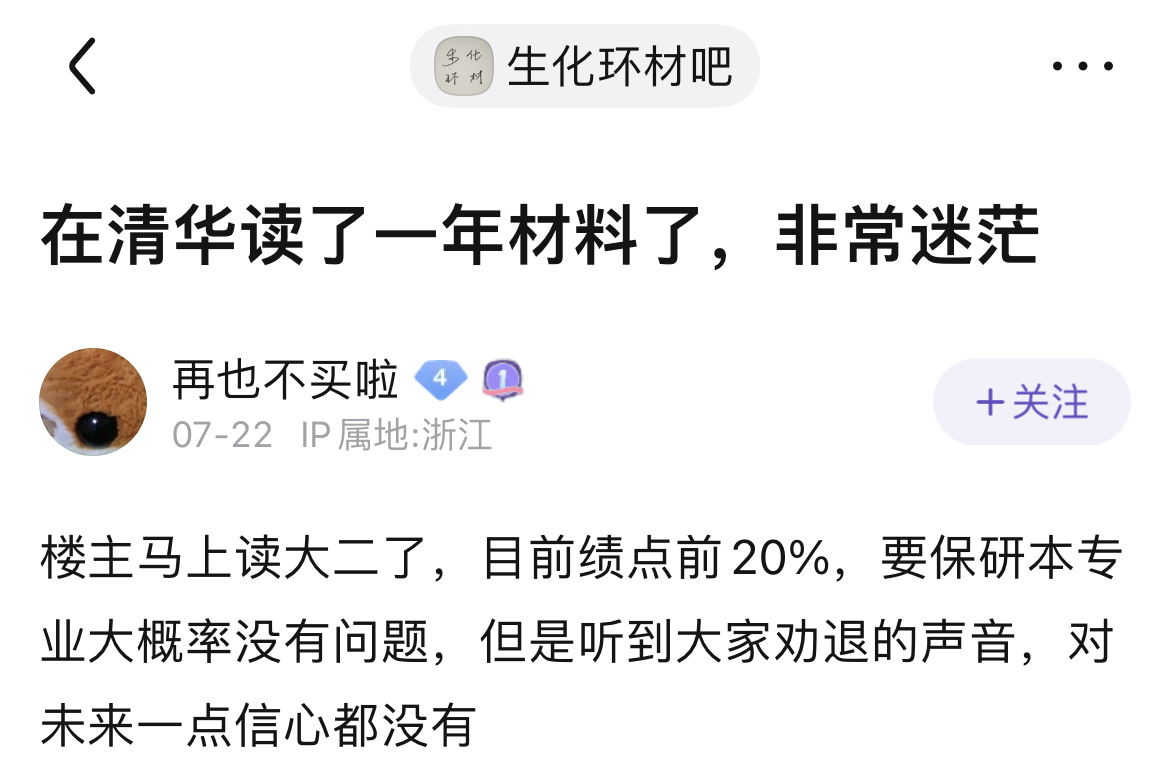 生化
环材
生化环材吧
在清华读了一年材料了，非常迷茫
再也不买啦 4 1
07-22 IP属地:浙江
+关注
楼主马上读大二了，目前绩点前20%，要保研本专
业大概率没有问题，但是听到大家劝退的声音，对
未来一点信心都没有